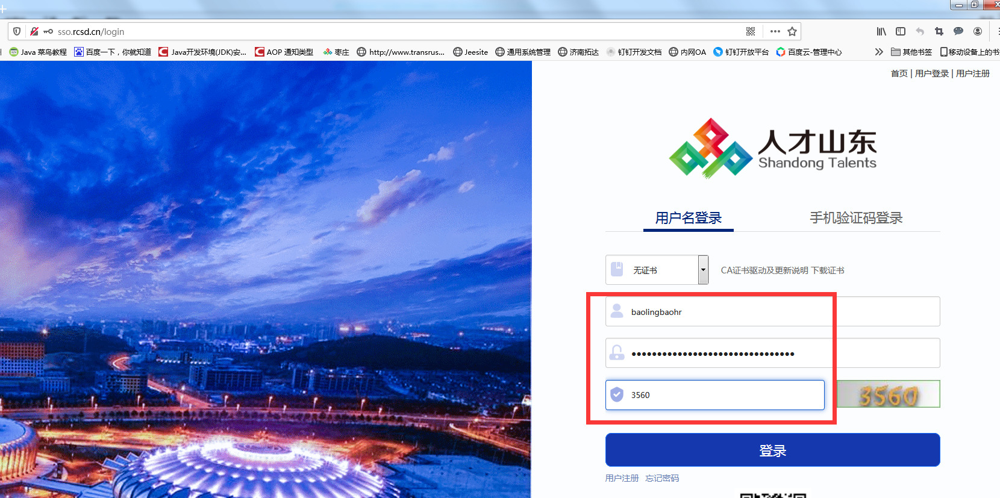 sso.rcsd.cn/login
Java 菜鸟教程 百度一下，你就知道 Java开发环境(JDK)安... AOP 通知类型 枣庄 http://www.transrus... Jeesite 通用系统管理 济南拓达 钉钉开发文档 内网OA 钉钉开放平台 百度云-管理中心 其他书签 移动设备上的书
首页 | 用户登录 | 用户注册
人才山东
Shandong Talents
用户名登录 手机验证码登录
无证书 CA证书驱动及更新说明 下载证书
baolingbaohr
••••••••••••••••••••••••••••••••
3560 3560
登录
用户注册 忘记密码